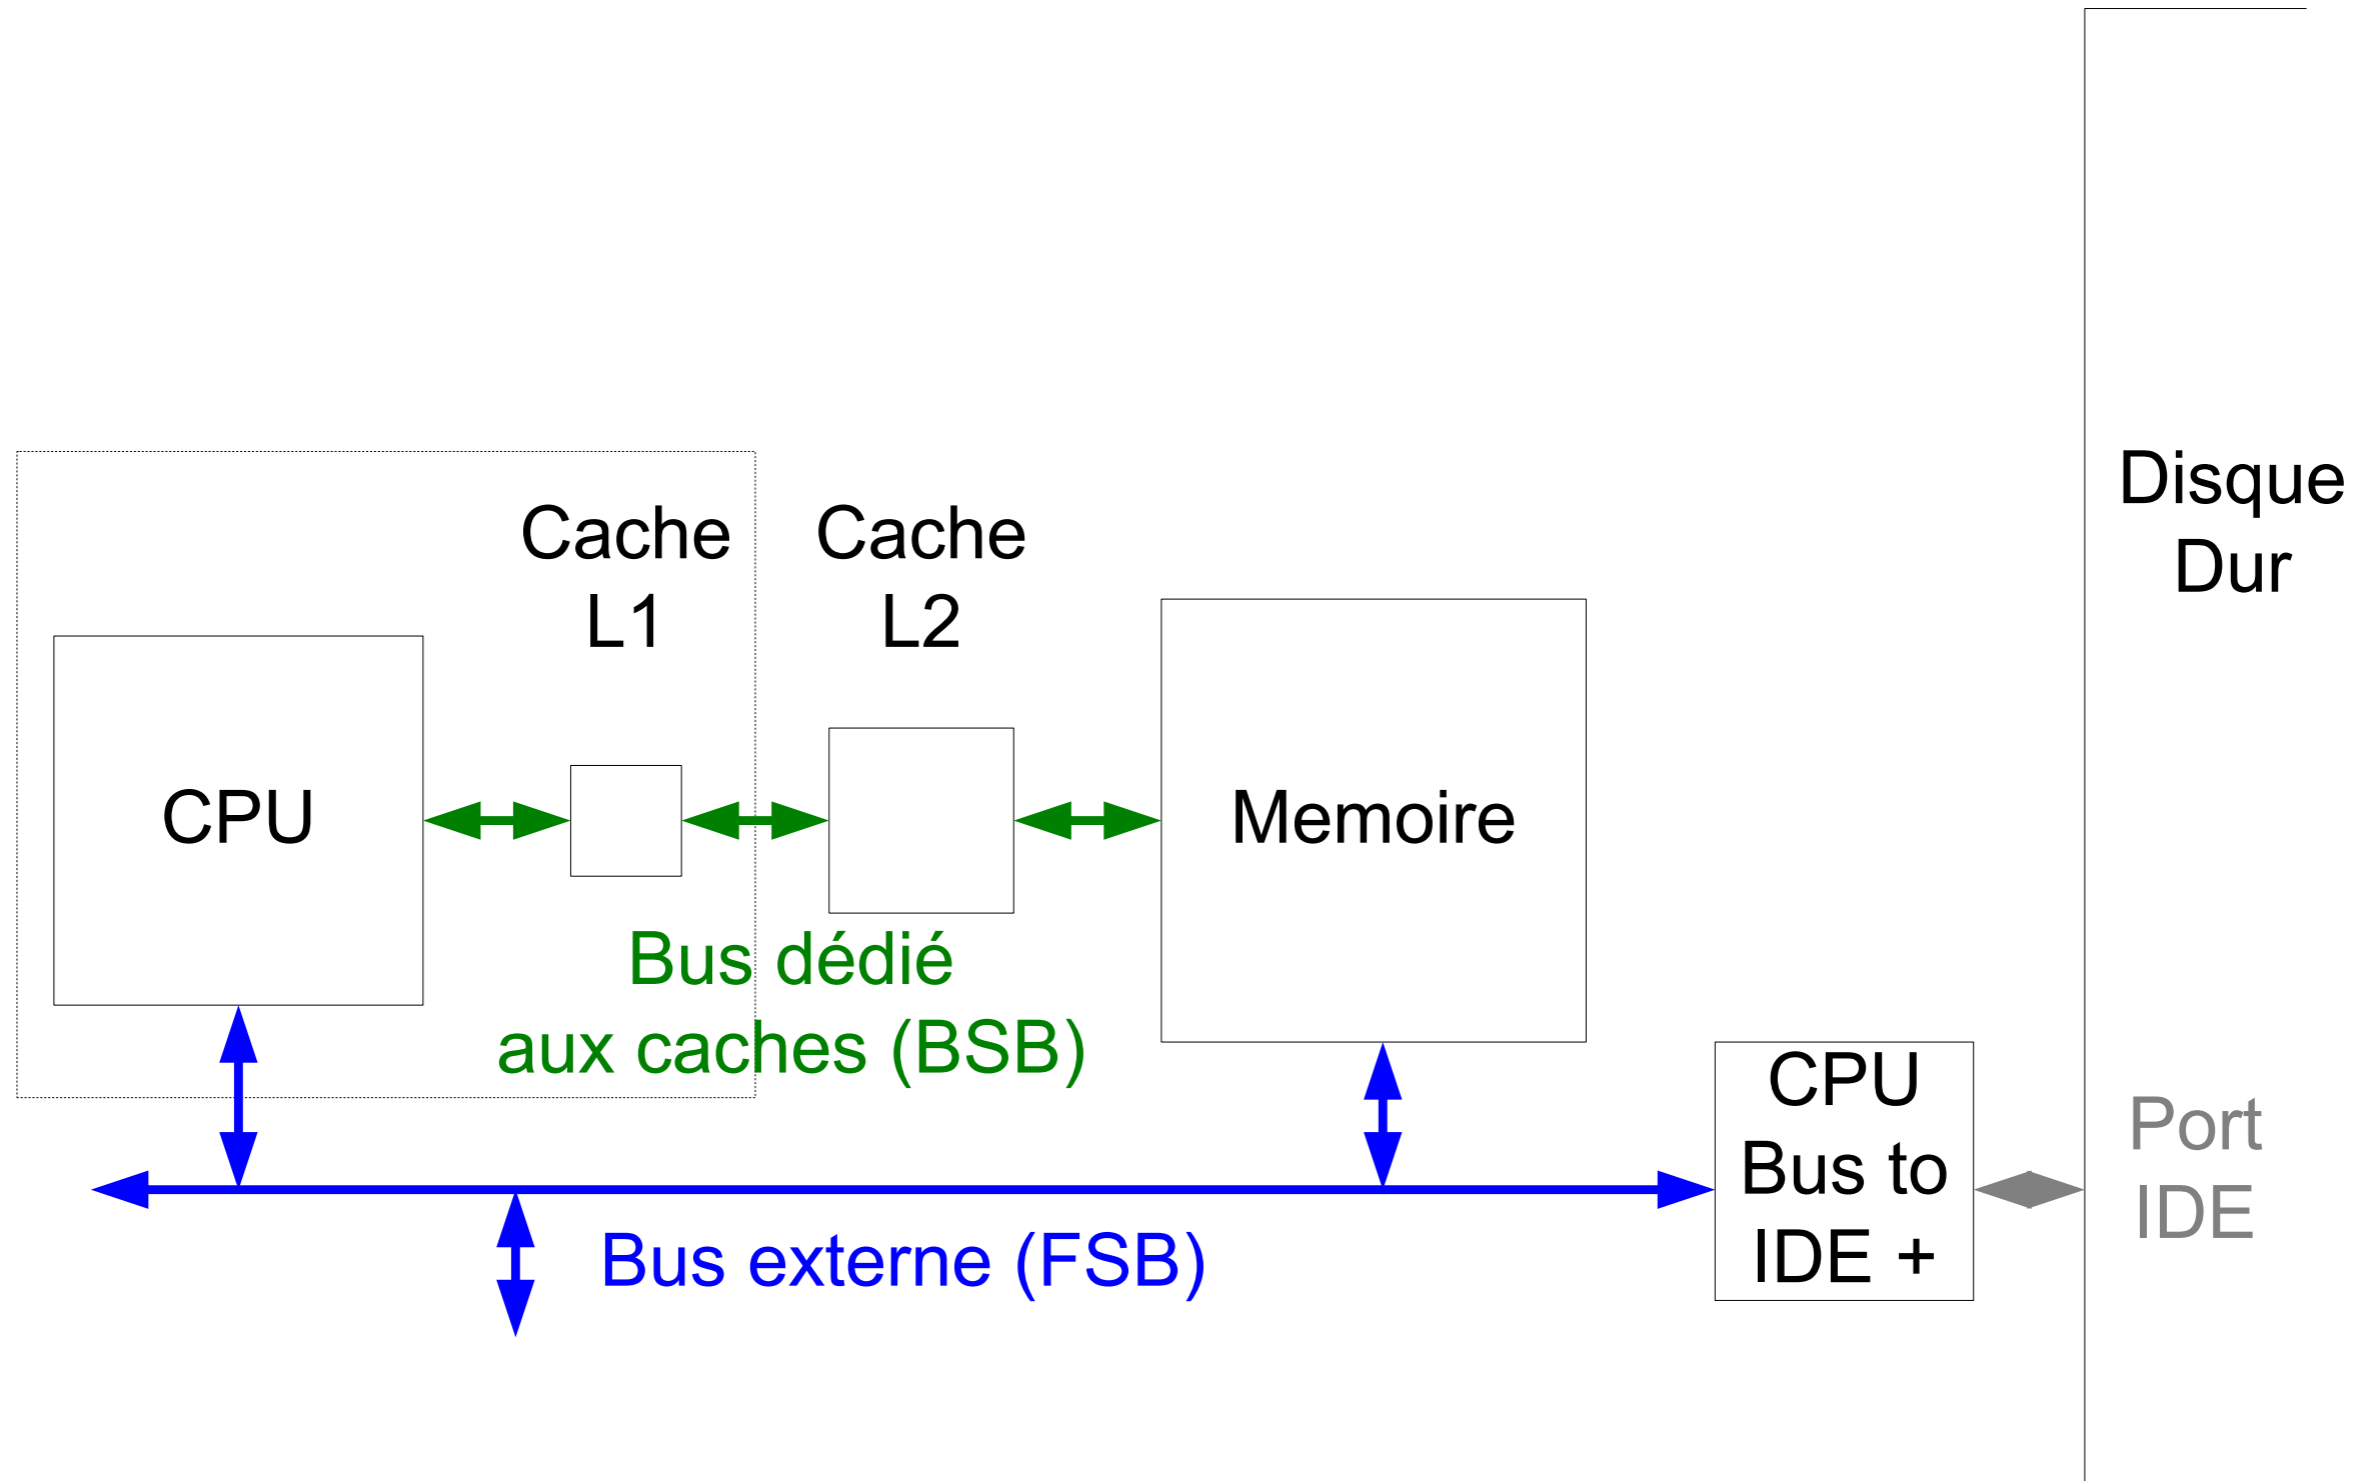 Cache
L1
Cache
L2
Disque
Dur
CPU
Memoire
Bus dédié
aux caches (BSB)
CPU
Bus to
IDE +
Port
IDE
Bus externe (FSB)